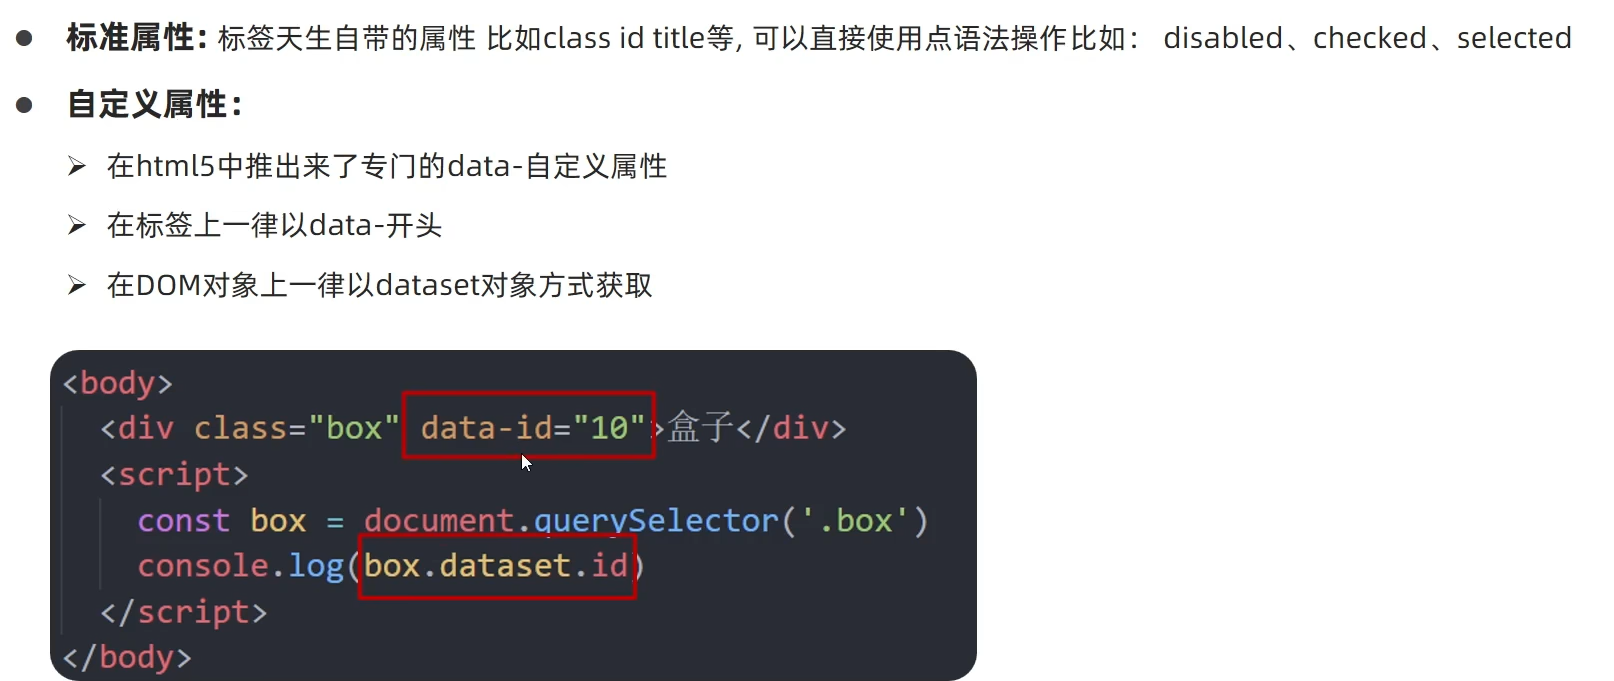 标准属性: 标签天生自带的属性 比如class id title等, 可以直接使用点语法操作比如： disabled、checked、selected
自定义属性:
在html5中推出来了专门的data-自定义属性
在标签上一律以data-开头
在DOM对象上一律以dataset对象方式获取
<body>
<div class="box" data-id="10">盒子</div>
<script>
const box = document.querySelector('.box')
console.log(box.dataset.id)
</script>
</body>